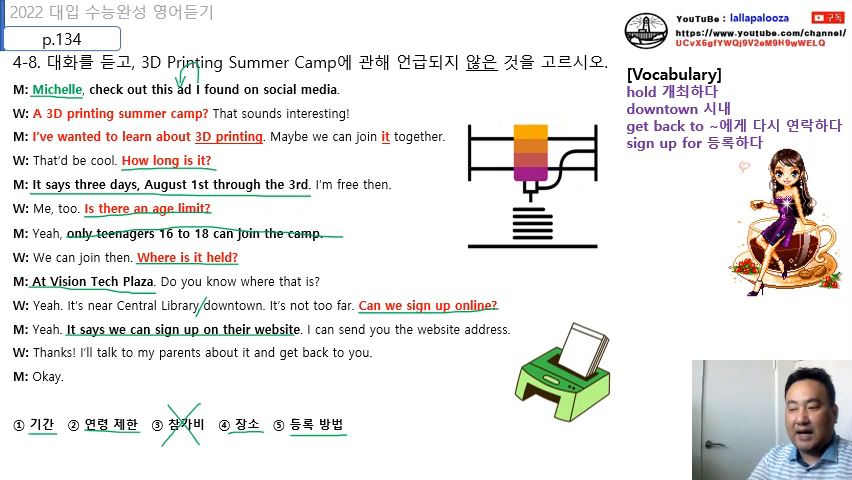 2022 대입 수능완성 영어듣기
p.134
4-8. 대화를 듣고, 3D Printing Summer Camp에 관해 언급되지 않은 것을 고르시오.
M: Michelle, check out this ad I found on social media.
W: A 3D printing summer camp? That sounds interesting!
M: I've wanted to learn about 3D printing. Maybe we can join it together.
W: That'd be cool. How long is it?
M: It says three days, August 1st through the 3rd. I'm free then.
W: Me, too. Is there an age limit?
M: Yeah, only teenagers 16 to 18 can join the camp.
W: We can join then. Where is it held?
M: At Vision Tech Plaza. Do you know where that is?
W: Yeah. It's near Central Library downtown. It's not too far. Can we sign up online?
M: Yeah. It says we can sign up on their website. I can send you the website address.
W: Thanks! I'll talk to my parents about it and get back to you.
M: Okay.
① 기간 ② 연령 제한 ③ 참가비 ④ 장소 ⑤ 등록 방법
YouTuBe : lallapalooza 구독
https://www.youtube.com/channel/
UCvX6gfYWQj9V2eM9H9wWELQ
[Vocabulary]
hold 개최하다
downtown 시내
get back to ~에게 다시 연락하다
sign up for 등록하다